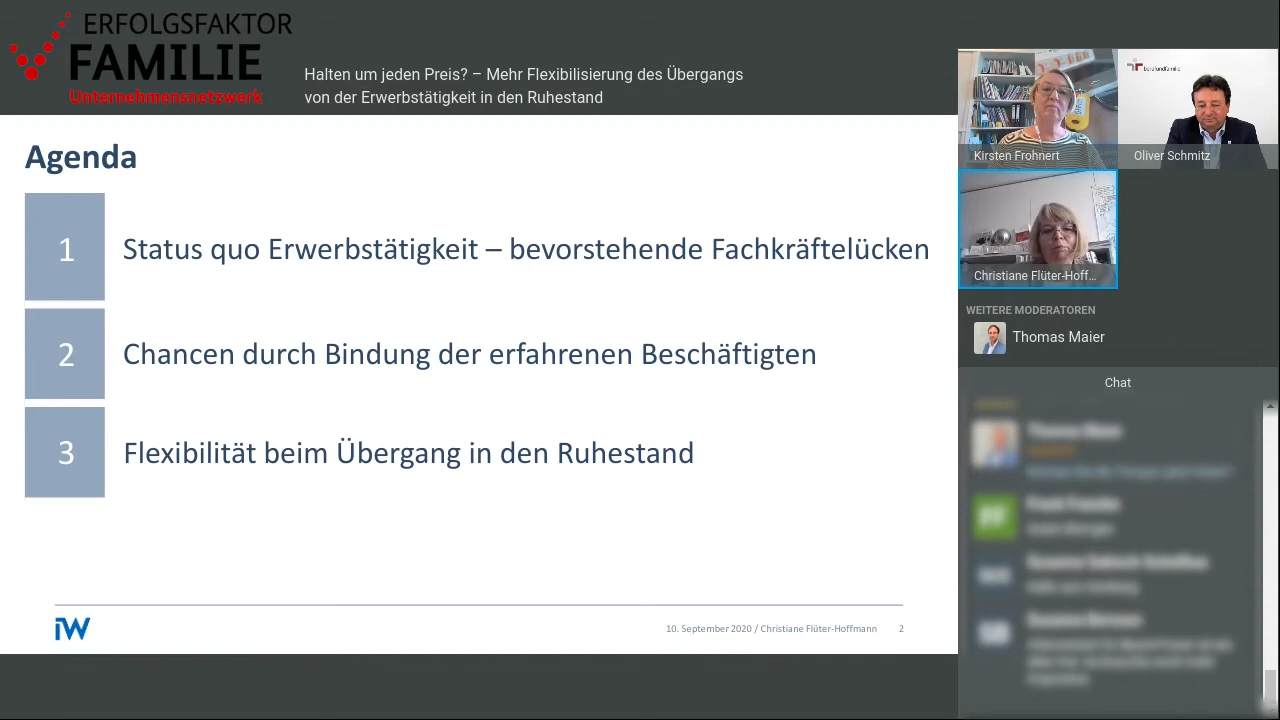 ERFOLGSFAKTOR
FAMILIE
Unternehmensnetzwerk
Halten um jeden Preis? – Mehr Flexibilisierung des Übergangs
von der Erwerbstätigkeit in den Ruhestand
Agenda
1 Status quo Erwerbstätigkeit – bevorstehende Fachkräftelücken
2 Chancen durch Bindung der erfahrenen Beschäftigten
3 Flexibilität beim Übergang in den Ruhestand
iW
10. September 2020 / Christiane Flüter-Hoffmann 2
berufundfamilie
Kirsten Frohnert
Oliver Schmitz
Christiane Flüter-Hoff...
WEITERE MODERATOREN
Thomas Maier
Chat